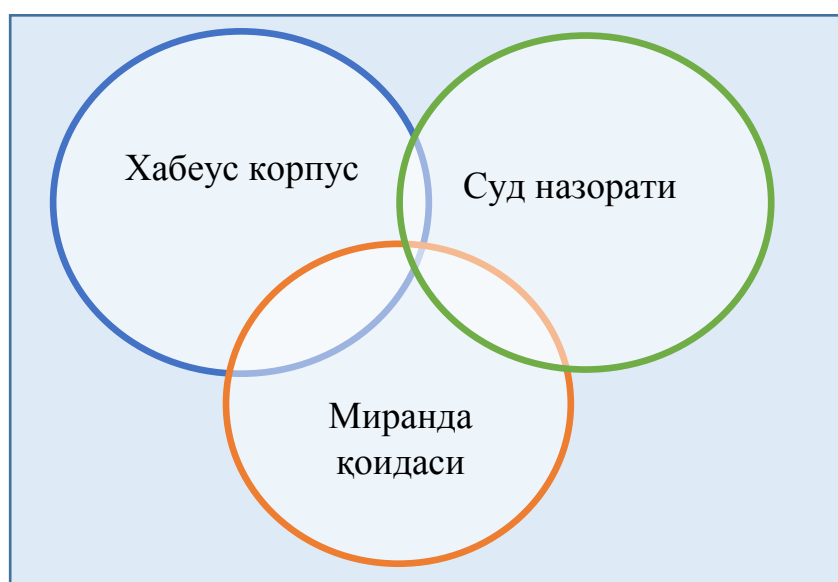 Хабеус корпус
Суд назорати
Миранда
қоидаси